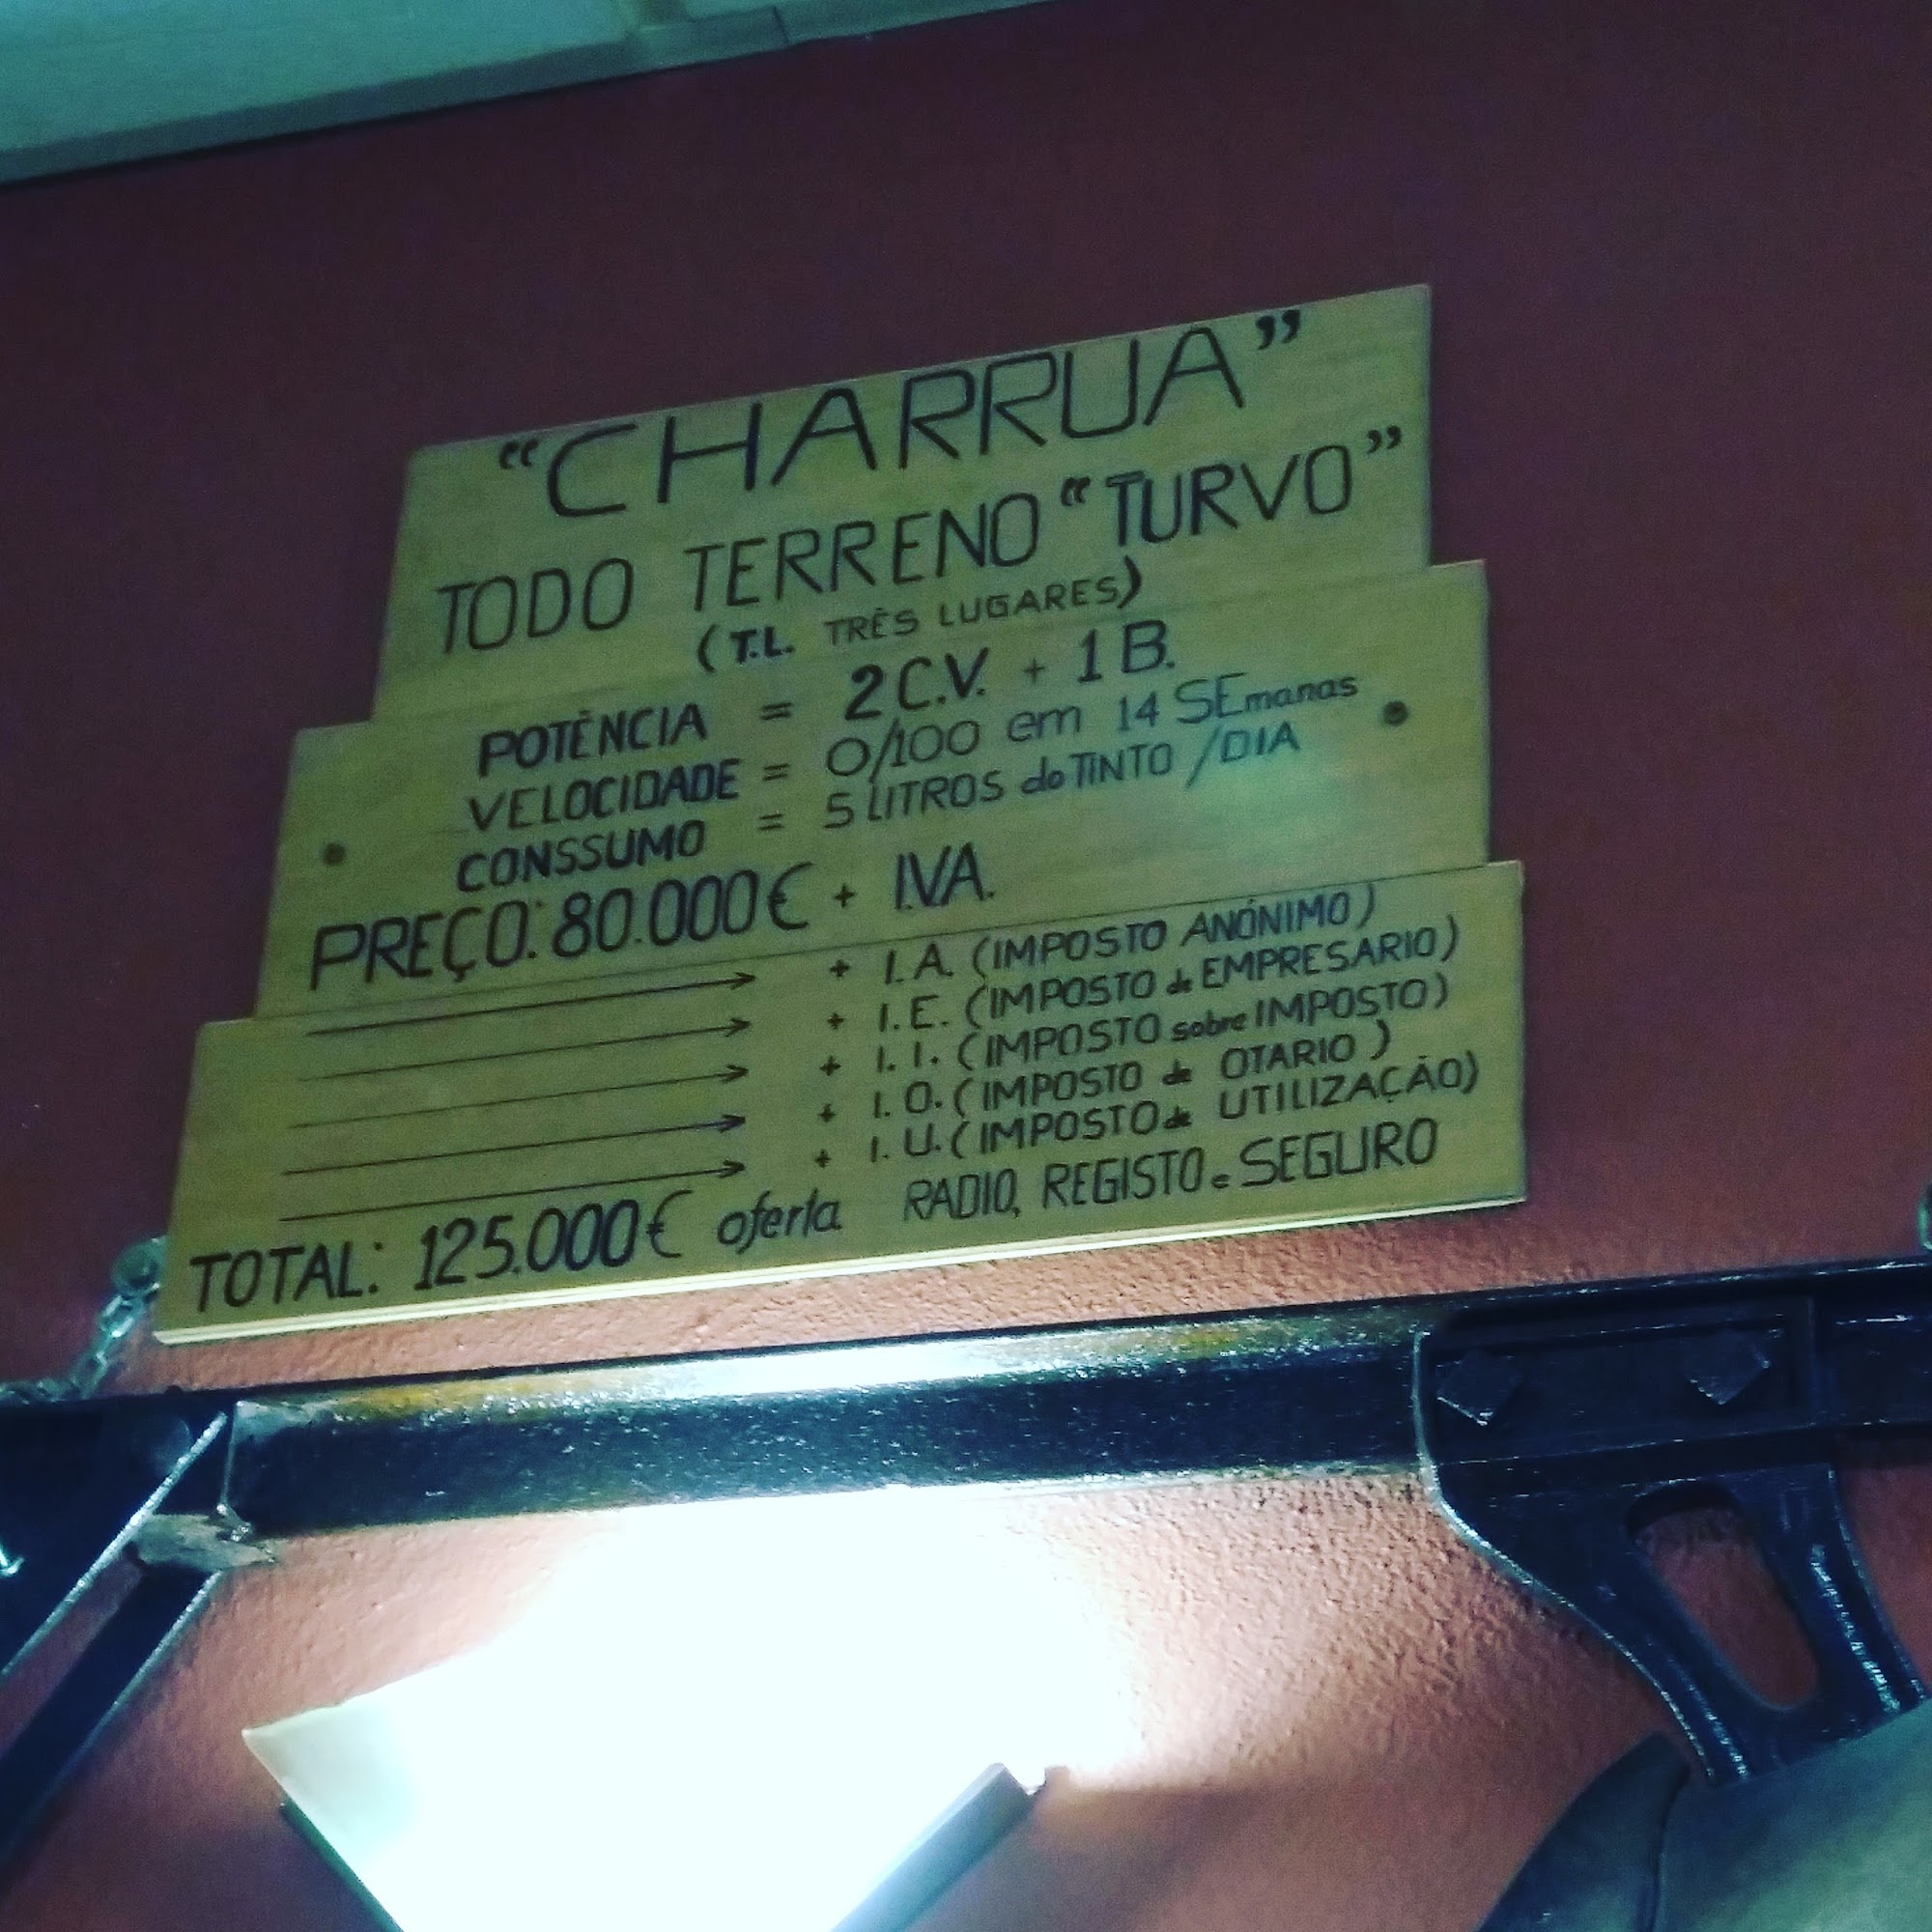 “CHARRUA”
TODO TERRENO “TURVO”
(T.L. TRÊS LUGARES)
POTÊNCIA = 2 C.V. + 1 B.
VELOCIDADE = 0/100 em 14 SEmanas
CONSSUMO = 5 LITROS do TINTO /DIA
PREÇO: 80.000€ + I.VA.
→ + I.A. (IMPOSTO ANÓNIMO)
→ + I.E. (IMPOSTO de EMPRESARIO)
→ + I.I. (IMPOSTO sobre IMPOSTO)
→ + I.O. (IMPOSTO de OTARIO)
→ + I.U. (IMPOSTO de UTILIZAÇÃO)
TOTAL: 125.000€ oferta RADIO, REGISTO e SEGURO